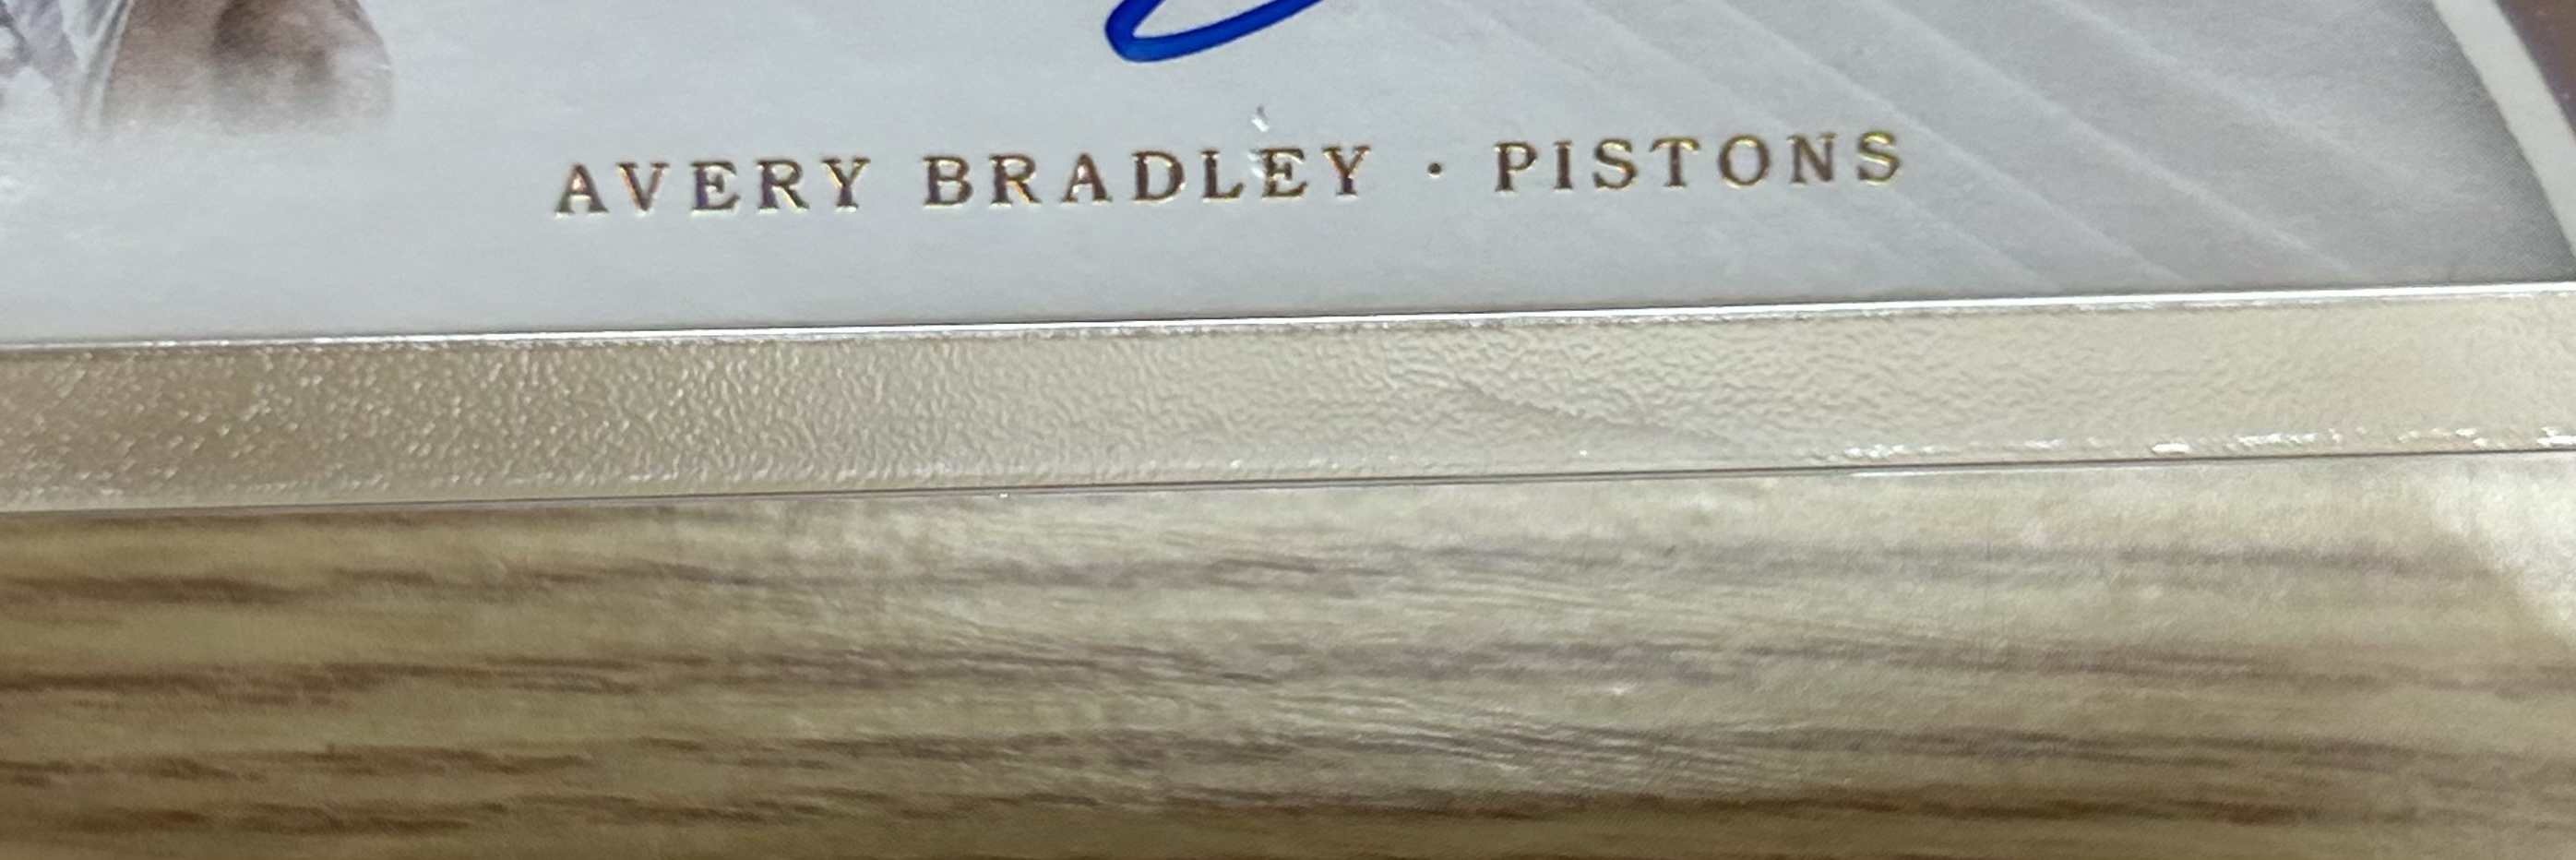 AVERY BRADLEY · PISTONS